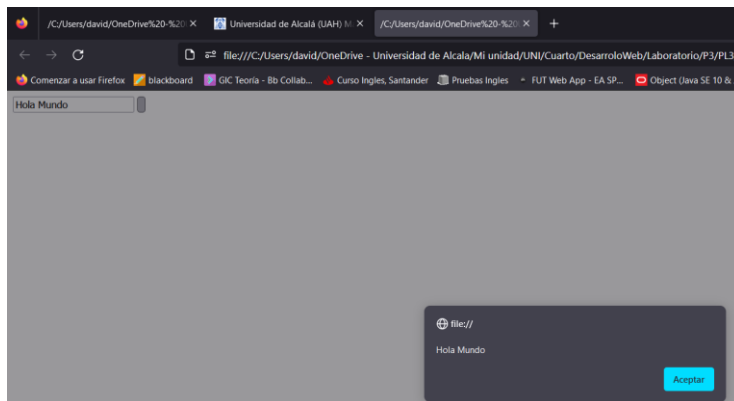 /C:/Users/david/OneDrive%20-%20
Universidad de Alcalá (UAH) M
/C:/Users/david/OneDrive%20-%20
file:///C:/Users/david/OneDrive - Universidad de Alcala/Mi unidad/UNI/Cuarto/DesarroloWeb/Laboratorio/P3/PL3
Comenzar a usar Firefox blackboard GIC Teoría - Bb Collab... Curso Ingles, Santander Pruebas Ingles FUT Web App - EA SP... Object (Java SE 10 &
Hola Mundo
file://
Hola Mundo
Aceptar